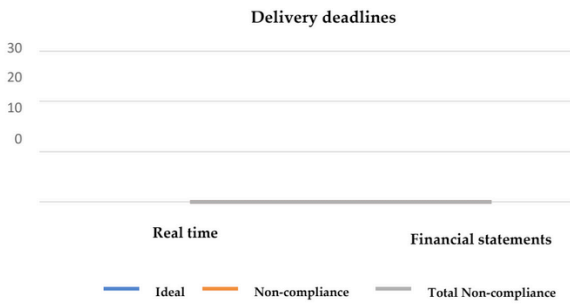 Delivery deadlines
30
20
10
0
Real time
Financial statements
Ideal Non-compliance Total Non-compliance